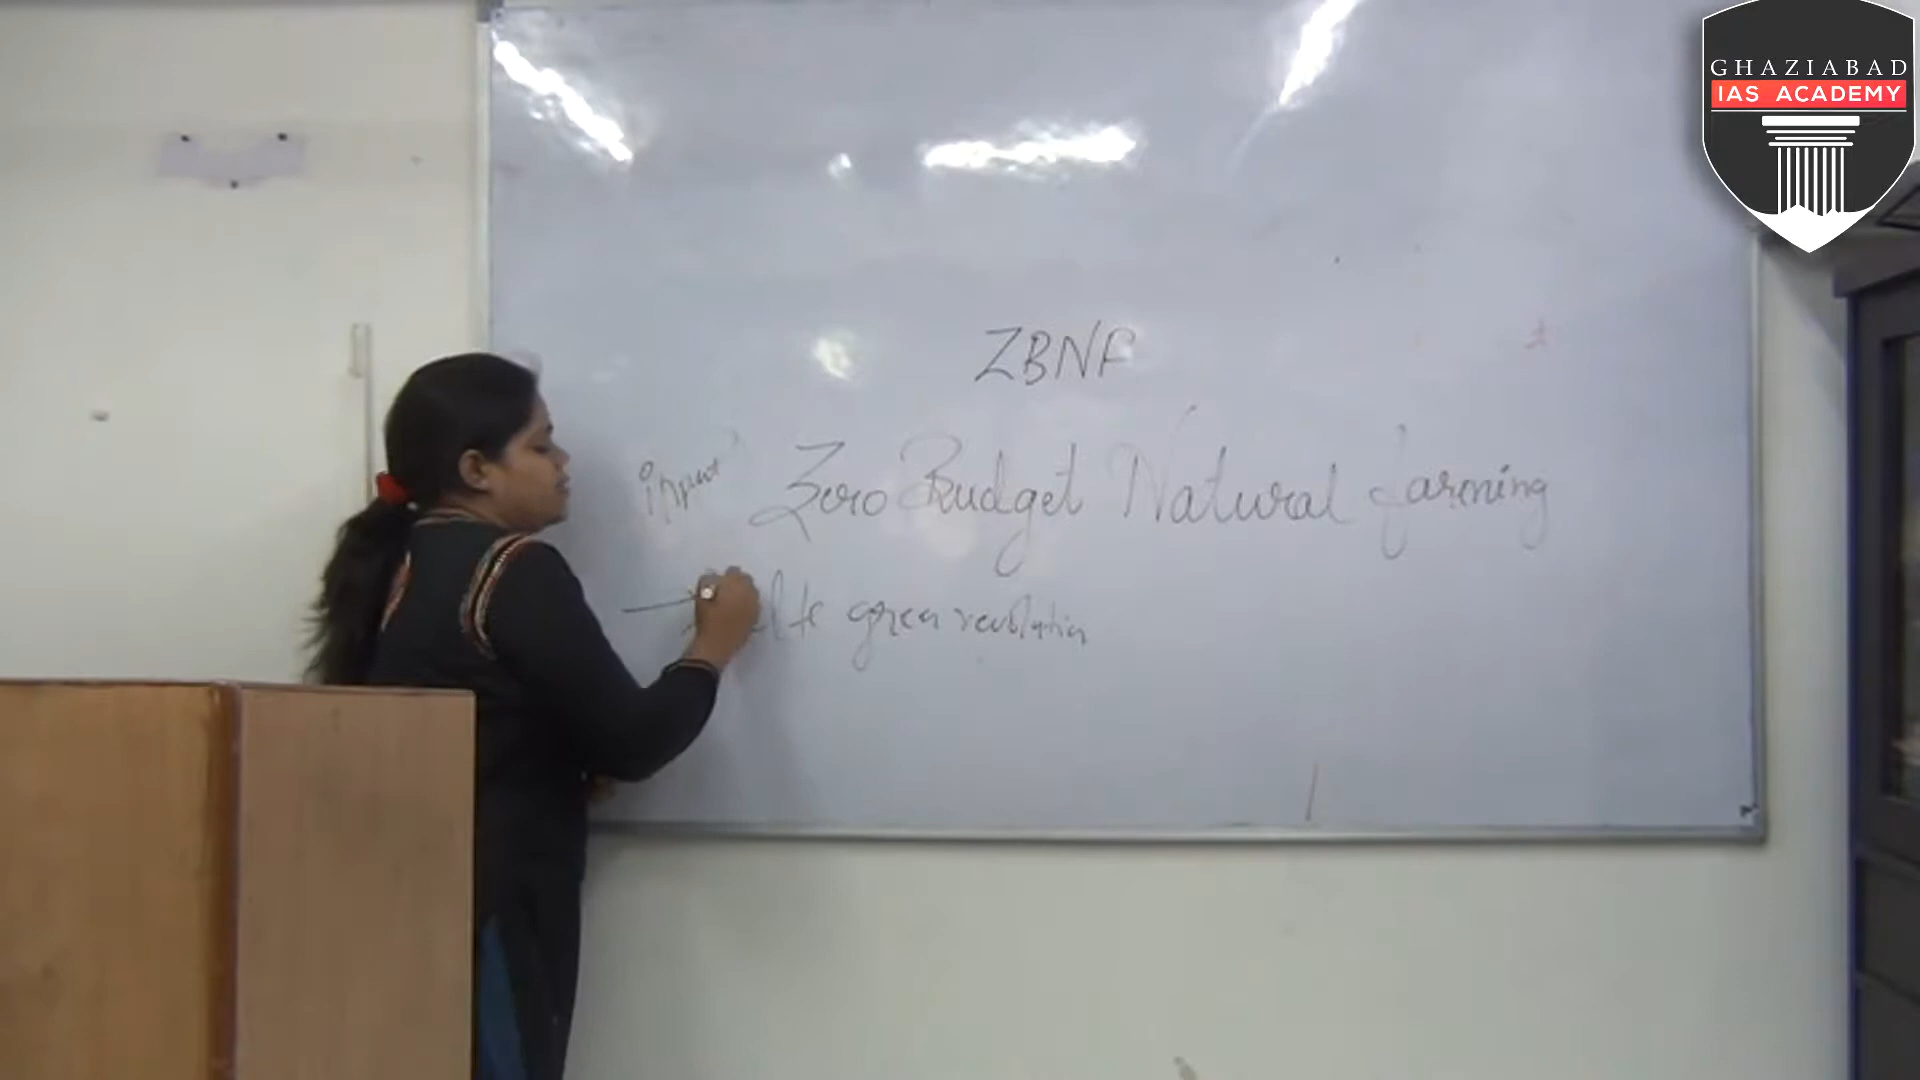 GHAZIABAD
IAS ACADEMY
ZBNF
input Zero Budget Natural farming
green revolution